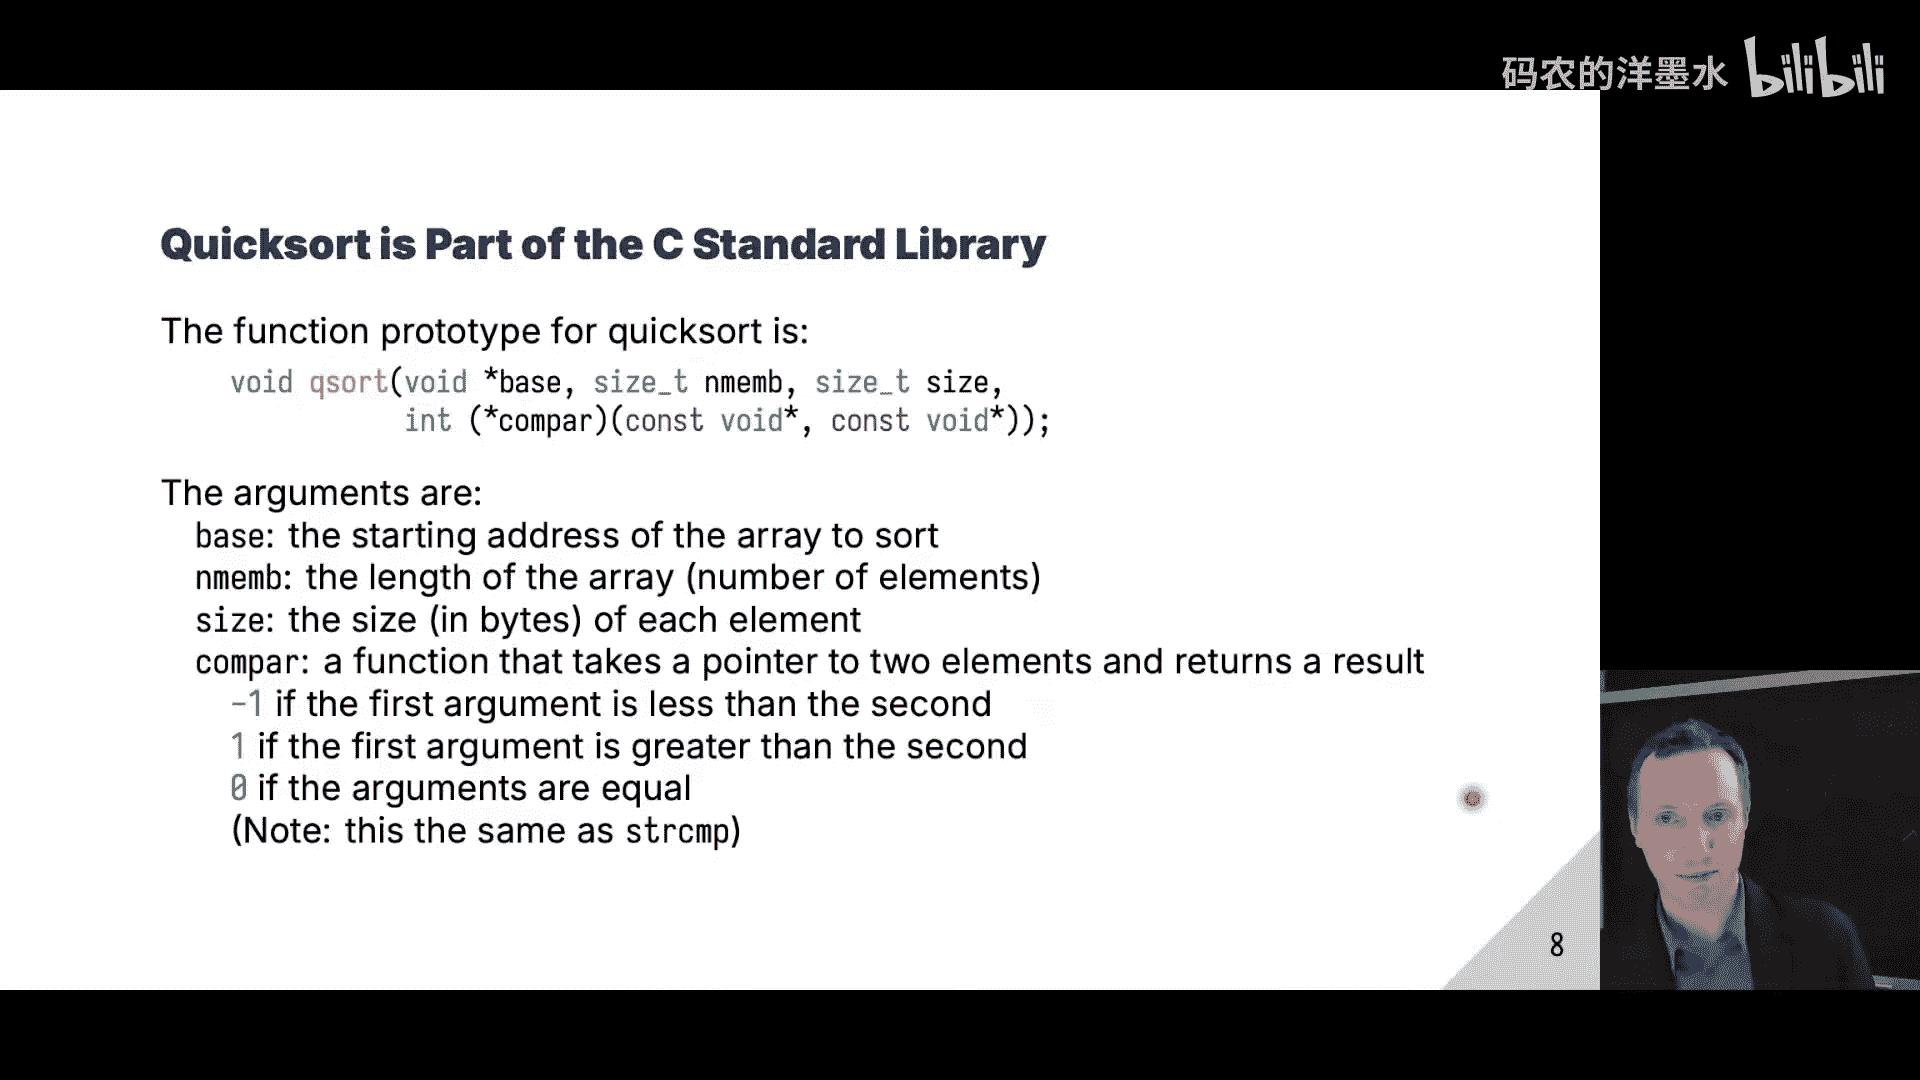 码农的洋墨水 bilibili
Quicksort is Part of the C Standard Library
The function prototype for quicksort is:
void qsort(void *base, size_t nmemb, size_t size,
int (*compar)(const void*, const void*));
The arguments are:
base: the starting address of the array to sort
nmemb: the length of the array (number of elements)
size: the size (in bytes) of each element
compar: a function that takes a pointer to two elements and returns a result
-1 if the first argument is less than the second
1 if the first argument is greater than the second
0 if the arguments are equal
(Note: this the same as strcmp)
8